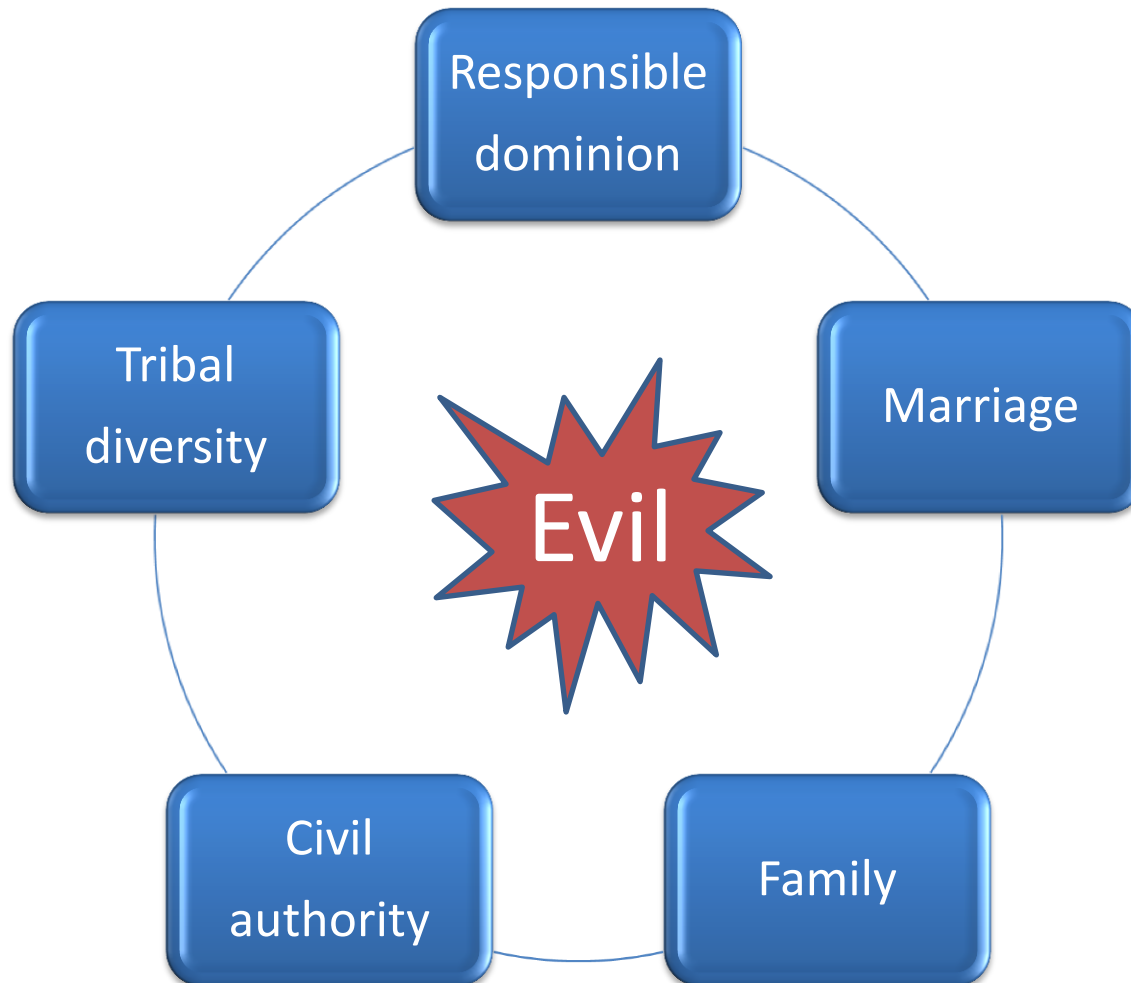 Responsible
dominion
Tribal
diversity
Marriage
Evil
Civil
authority
Family